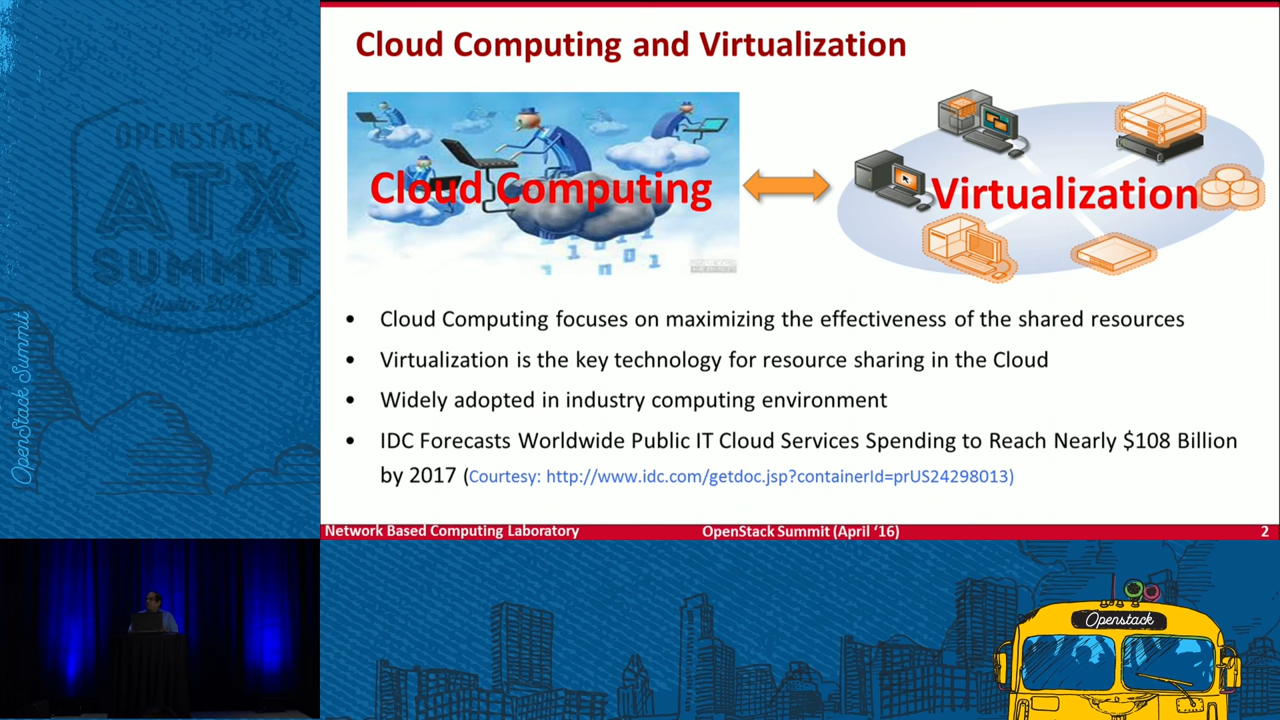 Cloud Computing and Virtualization
OPENSTACK
ATX
SUMMIT
Austin 2016
Cloud Computing
Virtualization
• Cloud Computing focuses on maximizing the effectiveness of the shared resources
• Virtualization is the key technology for resource sharing in the Cloud
• Widely adopted in industry computing environment
• IDC Forecasts Worldwide Public IT Cloud Services Spending to Reach Nearly $108 Billion
by 2017 (Courtesy: http://www.idc.com/getdoc.jsp?containerId=prUS24298013)
OpenStack Summit
Network Based Computing Laboratory
OpenStack Summit (April ‘16)
2
Openstack